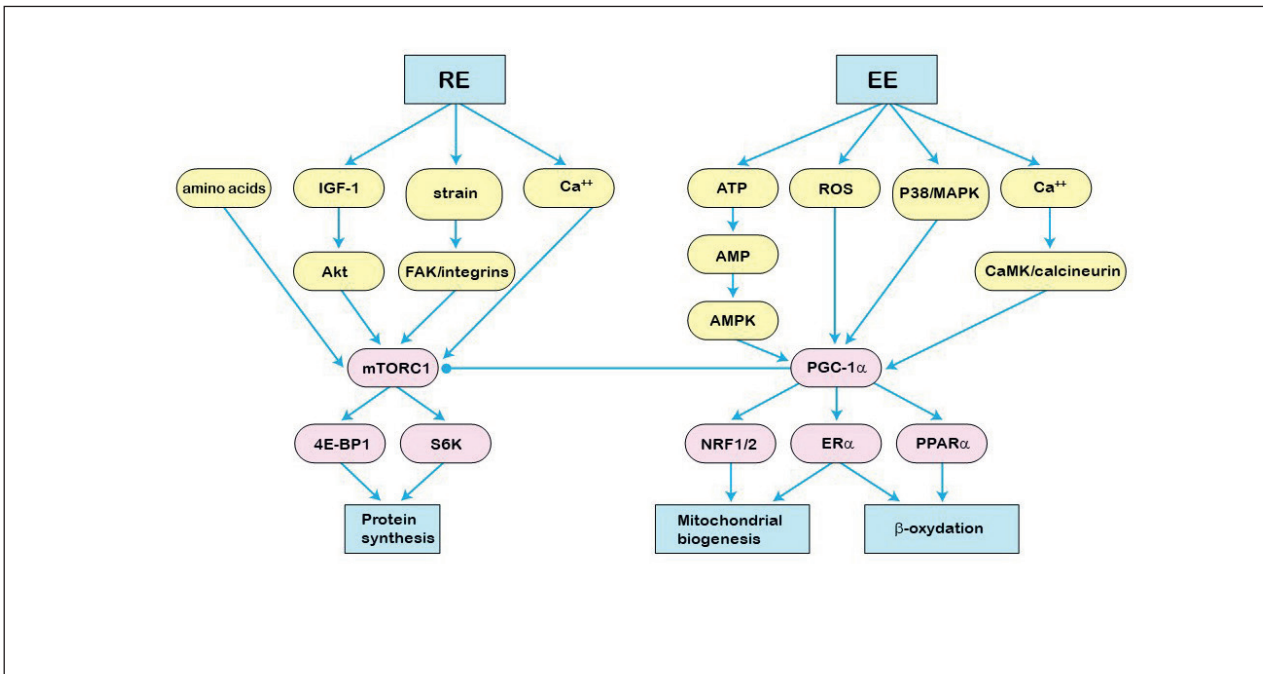 RE
EE
amino acids
IGF-1
strain
Ca++
ATP
ROS
P38/MAPK
Ca++
Akt
FAK/integrins
AMP
CaMK/calcineurin
AMPK
mTORC1
PGC-1α
4E-BP1
S6K
NRF1/2
ERα
PPARα
Protein
synthesis
Mitochondrial
biogenesis
β-oxydation